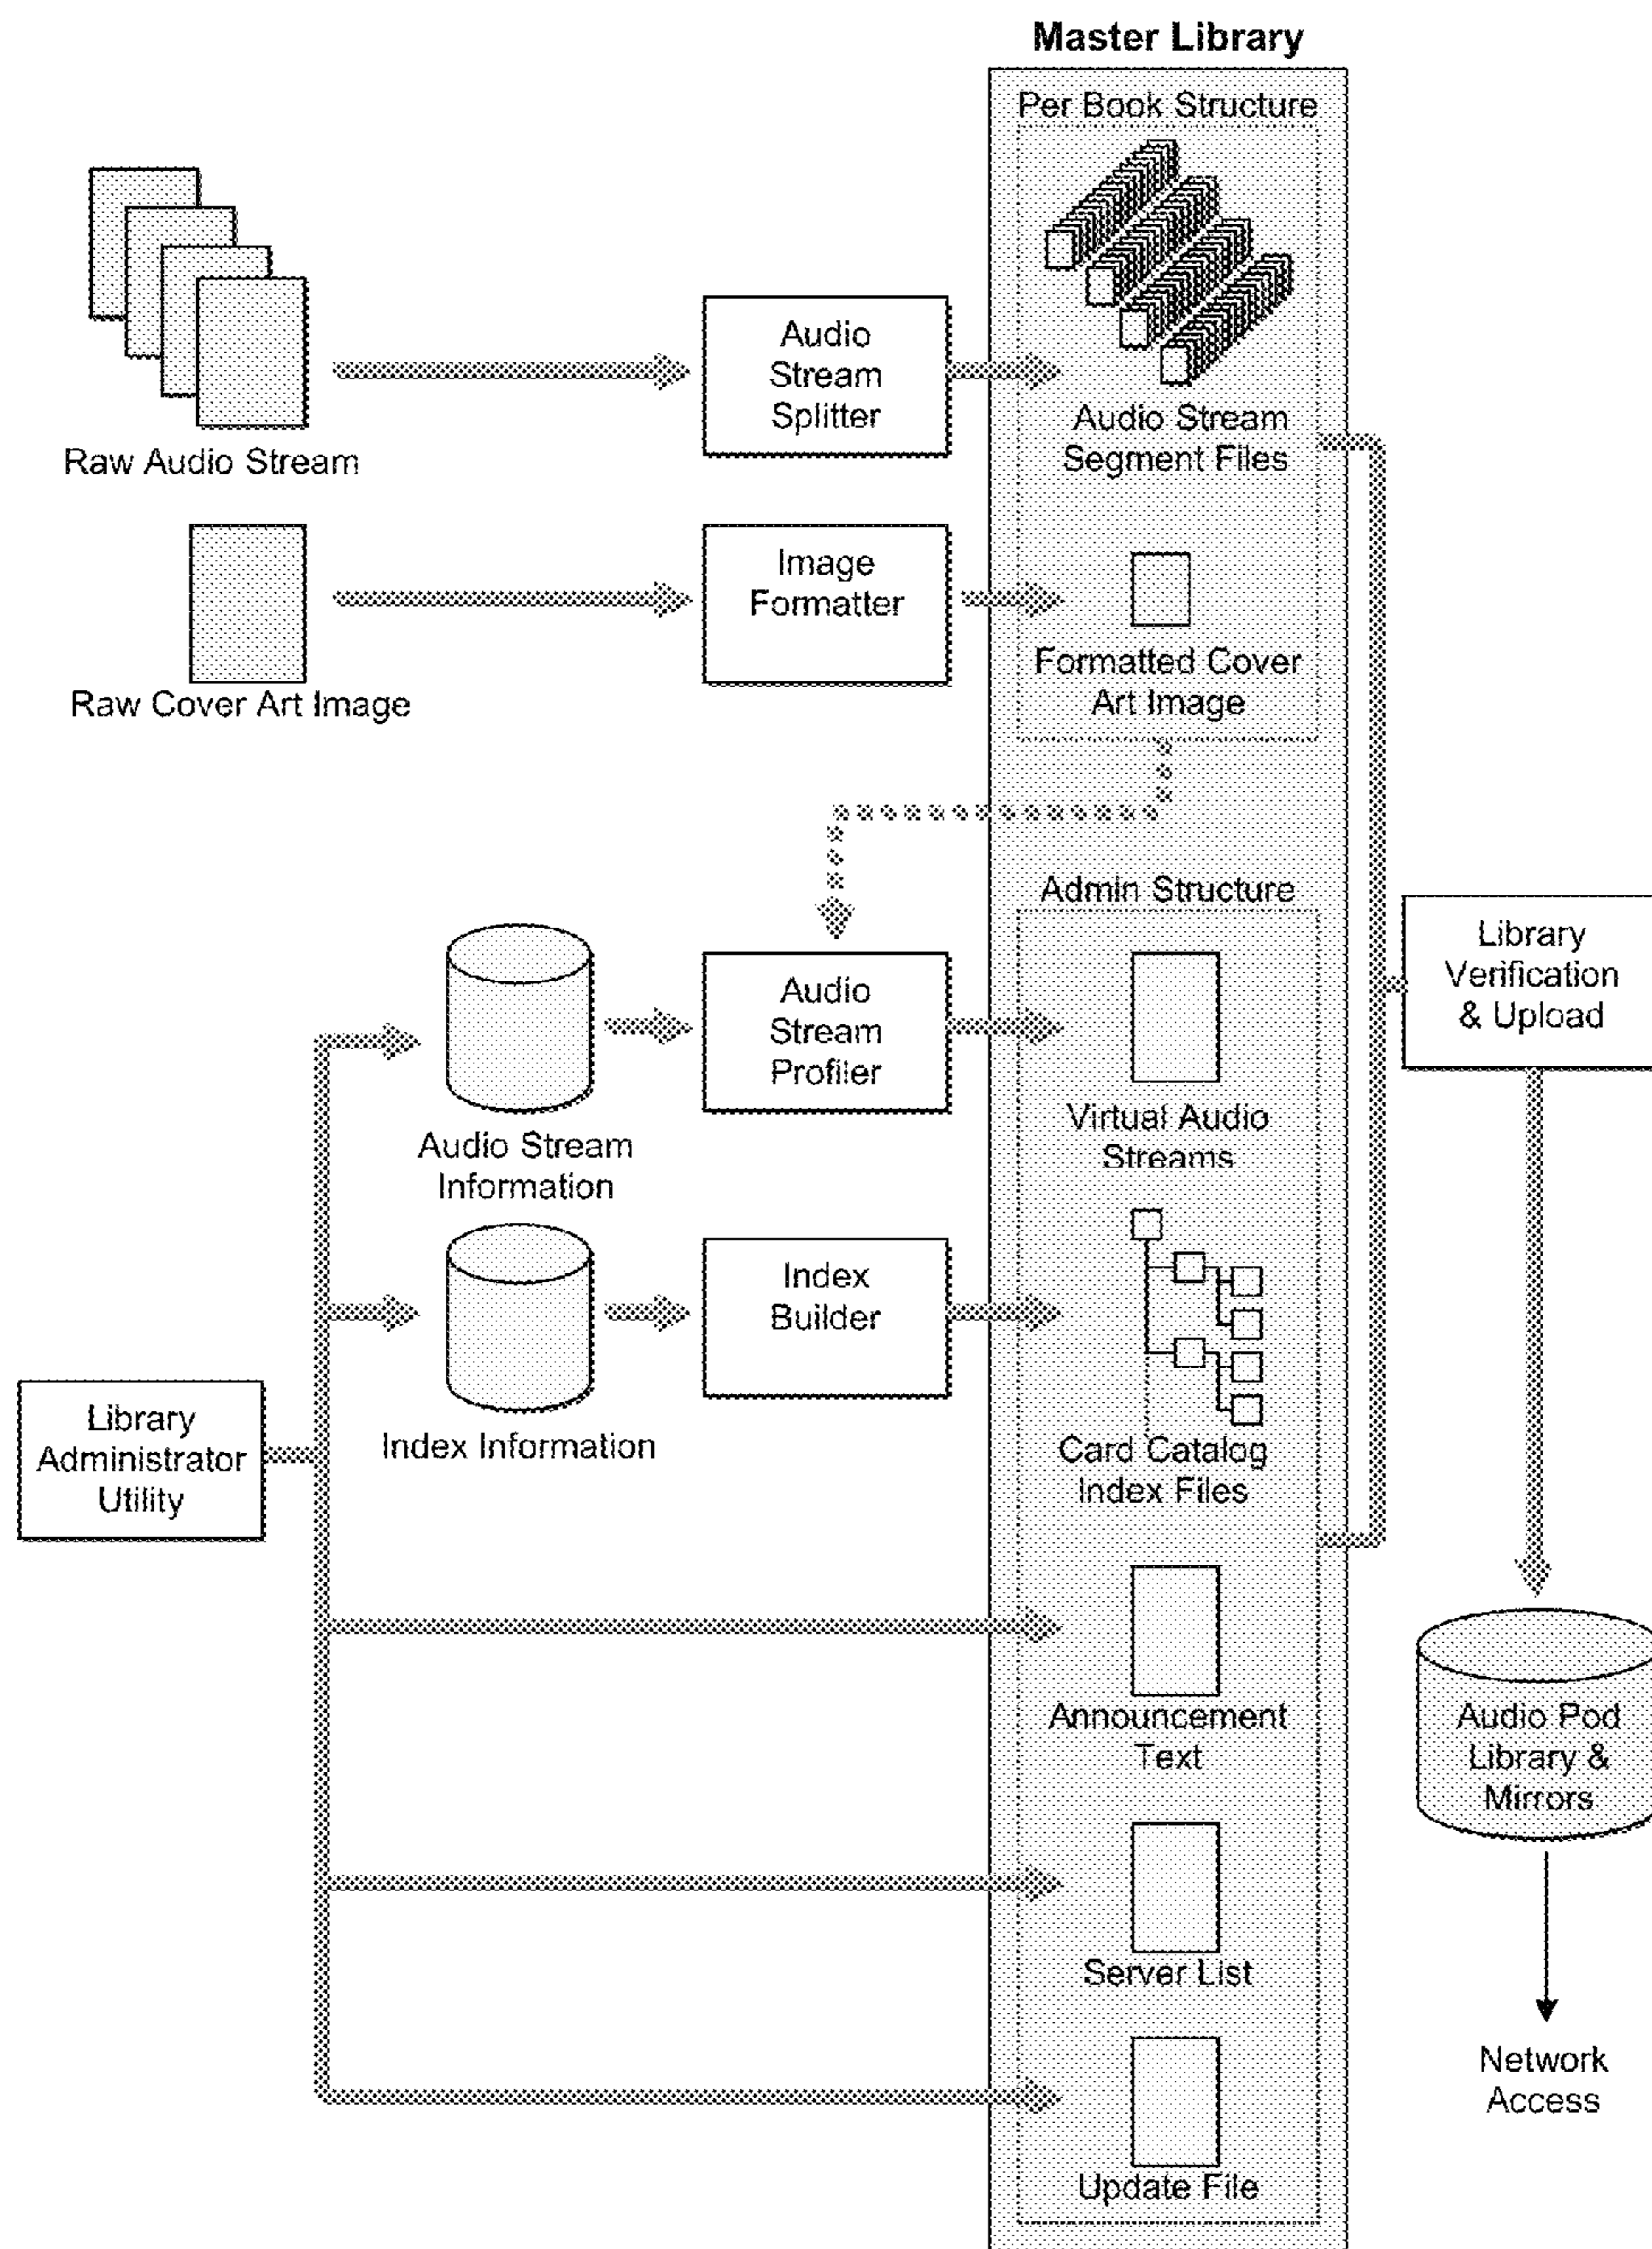 Master Library
Per Book Structure
Audio
Stream
Splitter
Audio Stream
Segment Files
Raw Audio Stream
Image
Formatter
Formatted Cover
Art Image
Raw Cover Art Image
Admin Structure
Library
Verification
& Upload
Audio
Stream
Profiler
Virtual Audio
Streams
Audio Stream
Information
Index
Builder
Library
Administrator
Utility
Index Information
Card Catalog
Index Files
Announcement
Text
Audio Pod
Library &
Mirrors
Server List
Network
Access
Update File